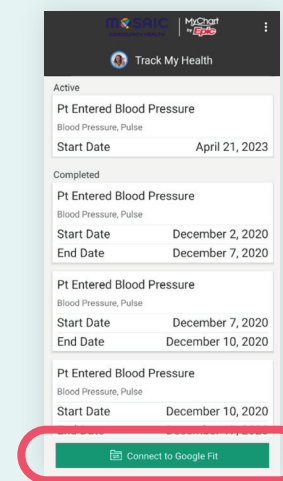 MOSAIC MyChart
by Epic
Track My Health
Active
Pt Entered Blood Pressure
Blood Pressure, Pulse
Start Date April 21, 2023
Completed
Pt Entered Blood Pressure
Blood Pressure, Pulse
Start Date December 2, 2020
End Date December 7, 2020
Pt Entered Blood Pressure
Blood Pressure, Pulse
Start Date December 7, 2020
End Date December 10, 2020
Pt Entered Blood Pressure
Blood Pressure, Pulse
Start Date December 10, 2020
Connect to Google Fit